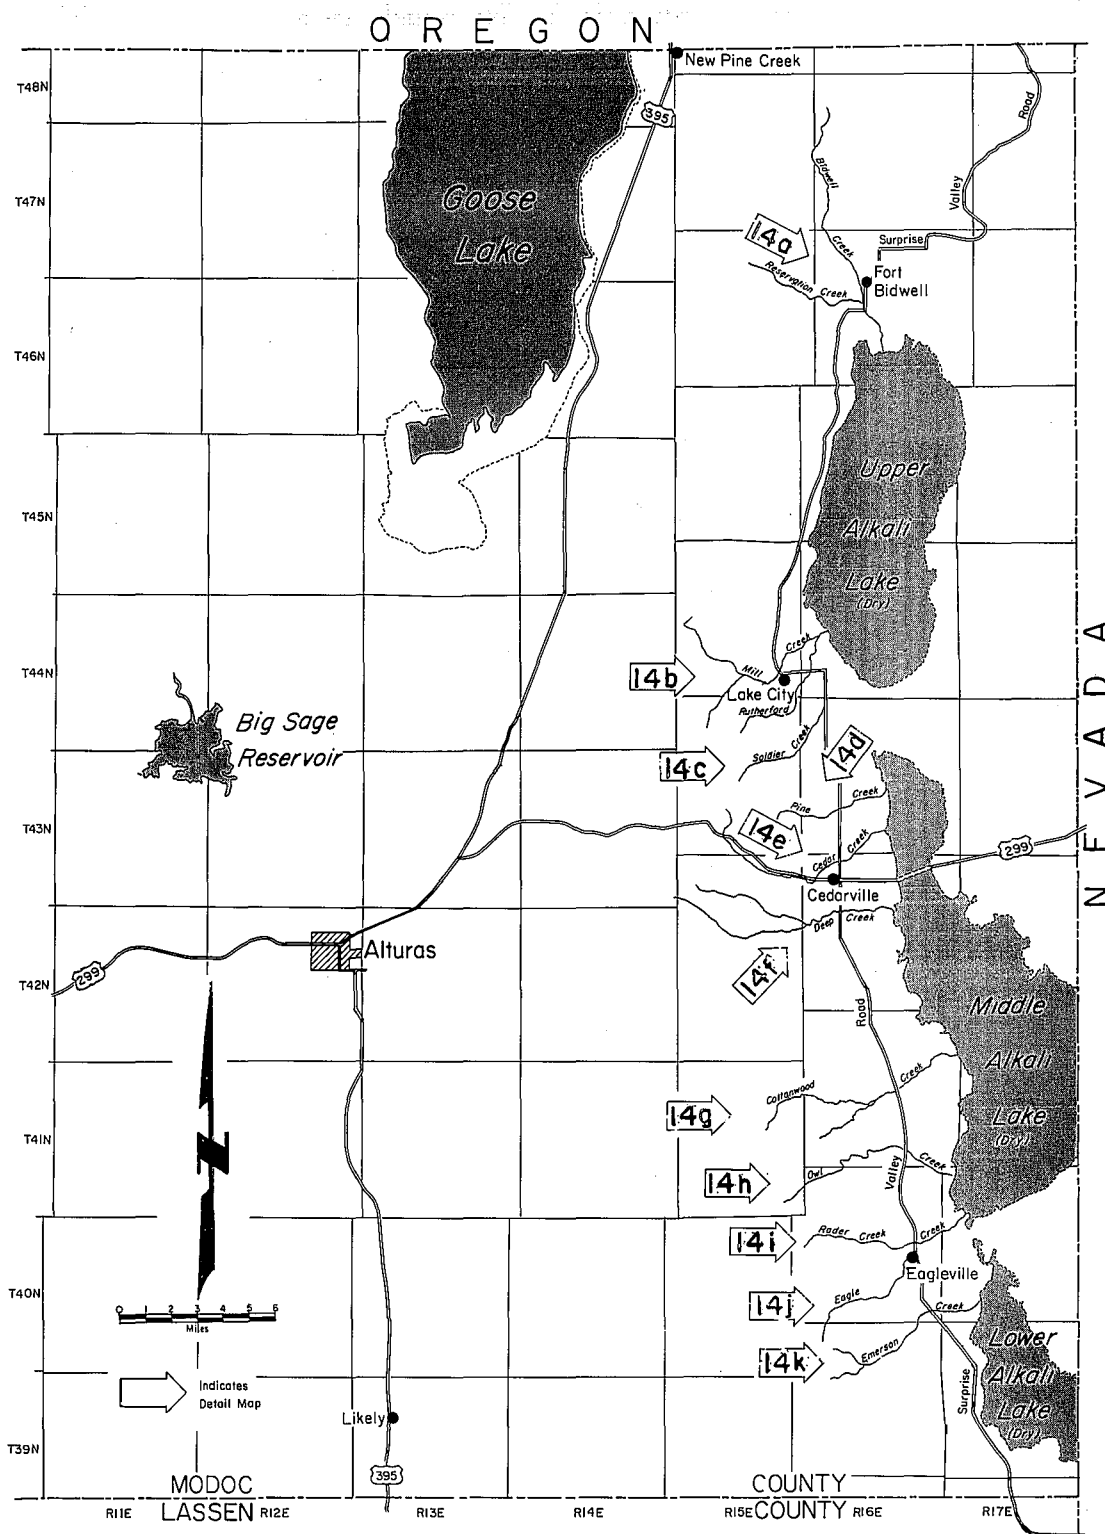 OREGON
New Pine Creek
T48N
395
Road
Bidwell
Valley
T47N
Goose
Lake
14a
Creek
Surprise
Reservation Creek
Fort
Bidwell
T46N
Upper
Alkali
Lake
(Dry)
T45N
NEVADA
Creek
T44N
14b
Mill
Lake City
Rutherford
Big Sage
Reservoir
14c
Soldier Creek
14d
Pine Creek
T43N
14e
Cedar Creek
299
Cedarville
Deep Creek
Alturas
14f
299
T42N
Road
Middle
Alkali
Lake
(Dry)
Cottonwood Creek
14g
T41N
Owl Creek
14h
Valley
Rader Creek Creek
14i
Eagleville
T40N
0 1 2 3 4 5 6
Miles
Eagle
14j
Creek
Lower
Alkali
Lake
(Dry)
Emerson
14k
Indicates
Detail Map
Surprise
Likely
T39N
395
MODOC COUNTY
LASSEN COUNTY
R11E R12E R13E R14E R15E R16E R17E